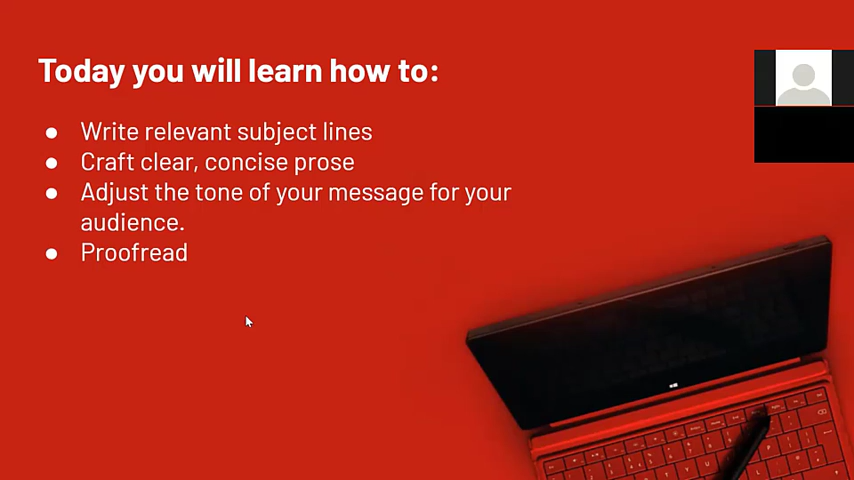 Today you will learn how to:
● Write relevant subject lines
● Craft clear, concise prose
● Adjust the tone of your message for your
audience.
● Proofread